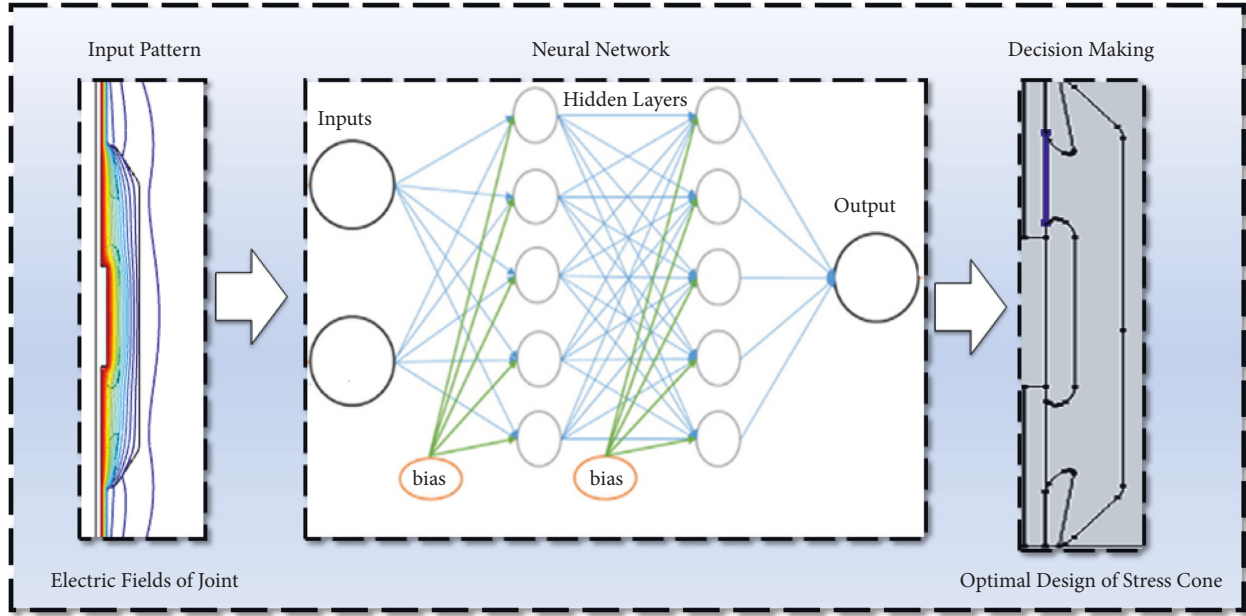 Input Pattern
Neural Network
Decision Making
Hidden Layers
Inputs
Output
bias
bias
Electric Fields of Joint
Optimal Design of Stress Cone